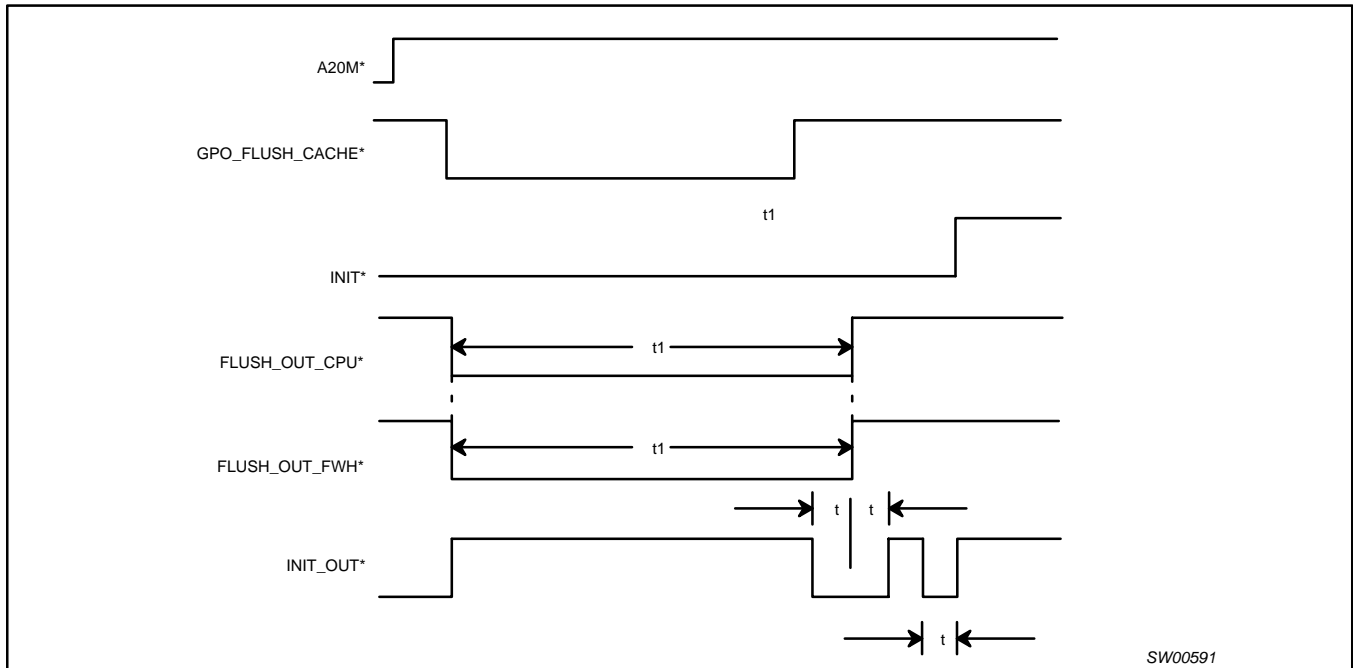 A20M*
GPO_FLUSH_CACHE*
t1
INIT*
t1
FLUSH_OUT_CPU*
t1
FLUSH_OUT_FWH*
t t
INIT_OUT*
t
SW00591